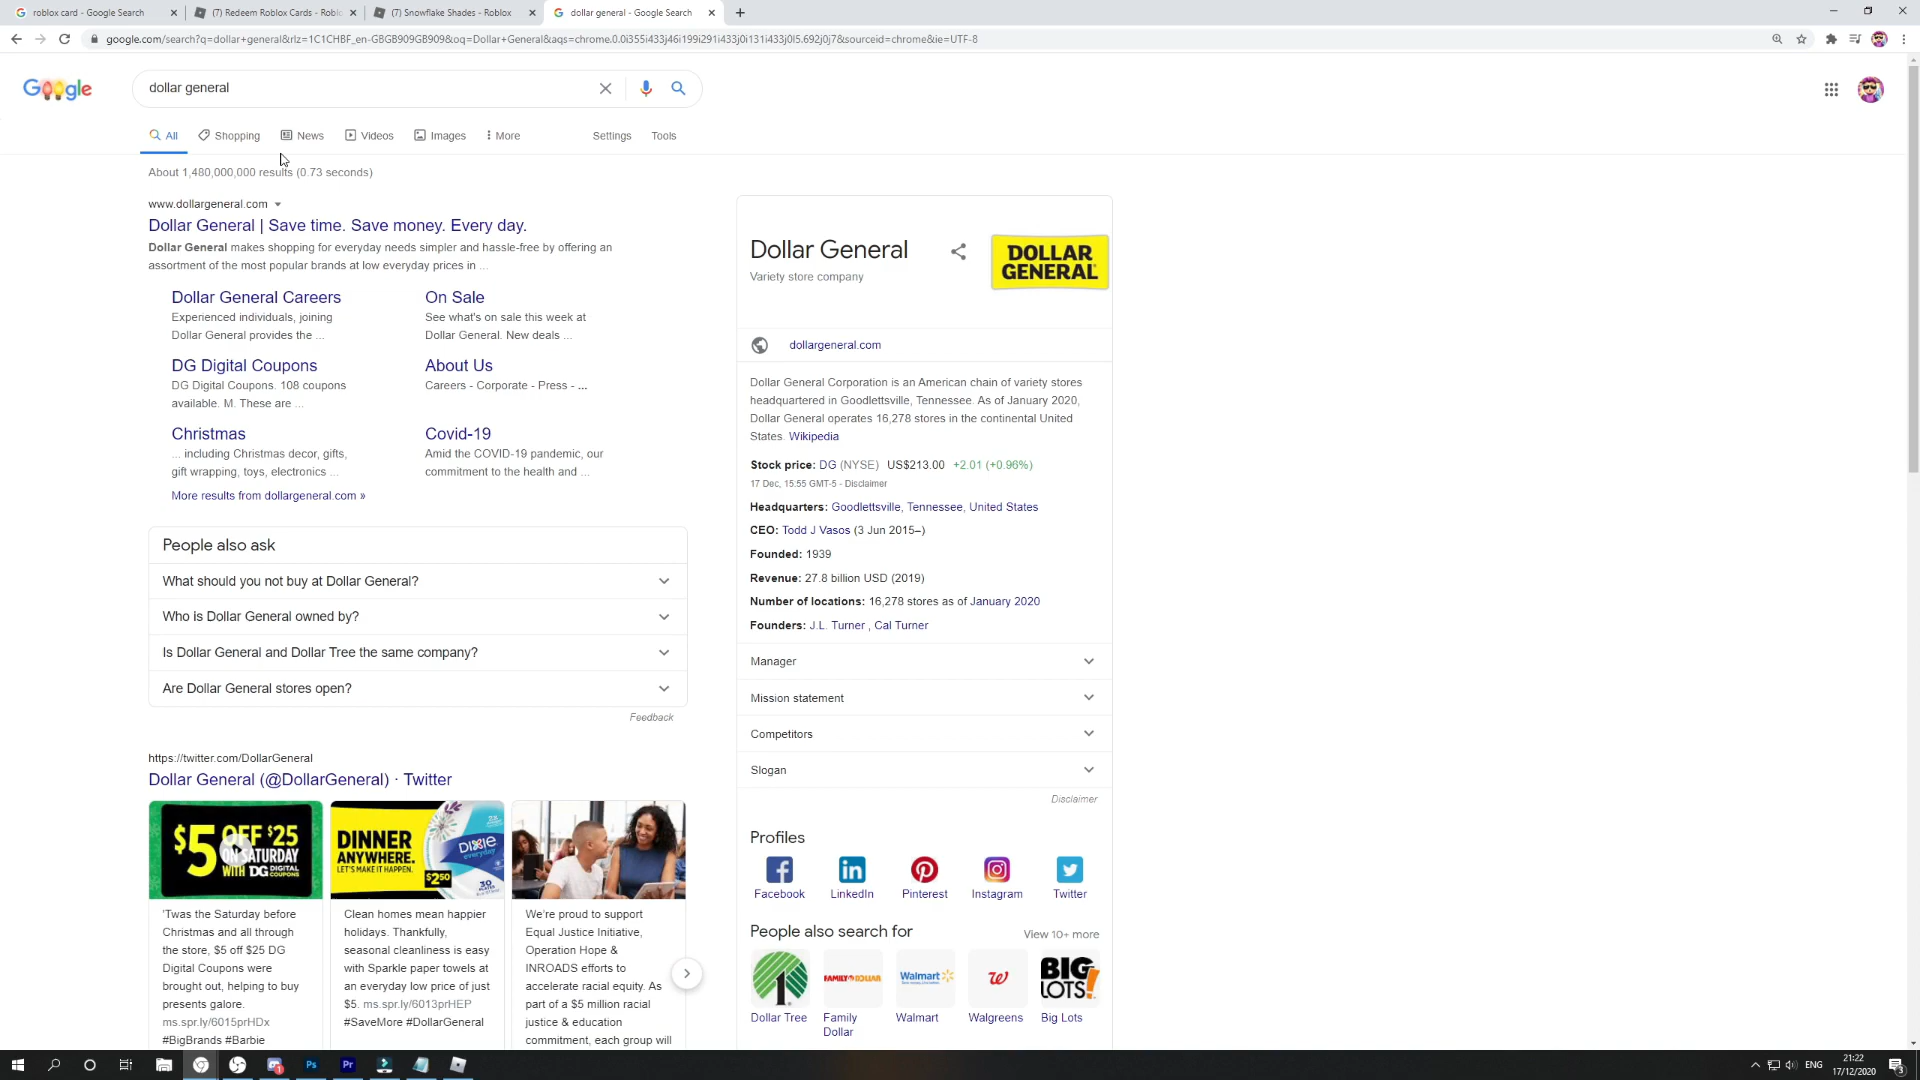 roblox card - Google Search
(7) Redeem Roblox Cards - Roblo
(7) Snowflake Shades - Roblox
dollar general - Google Search
google.com/search?q=dollar+general&rlz=1C1CHBF_en-GBGB909GB909&oq=Dollar+General&aqs=chrome.0.0i355i433j46i199i291i433j0i131i433j0l5.692j0j7&sourceid=chrome&ie=UTF-8
Google
dollar general
All
Shopping
News
Videos
Images
More
Settings
Tools
About 1,480,000,000 results (0.73 seconds)
www.dollargeneral.com
Dollar General | Save time. Save money. Every day.
Dollar General makes shopping for everyday needs simpler and hassle-free by offering an
assortment of the most popular brands at low everyday prices in ...
Dollar General Careers
Experienced individuals, joining
Dollar General provides the ...
On Sale
See what's on sale this week at
Dollar General. New deals ...
DG Digital Coupons
DG Digital Coupons. 108 coupons
available. M. These are ...
About Us
Careers - Corporate - Press - ...
Christmas
... including Christmas decor, gifts,
gift wrapping, toys, electronics ...
Covid-19
Amid the COVID-19 pandemic, our
commitment to the health and ...
More results from dollargeneral.com »
People also ask
What should you not buy at Dollar General?
Who is Dollar General owned by?
Is Dollar General and Dollar Tree the same company?
Are Dollar General stores open?
Feedback
https://twitter.com/DollarGeneral
Dollar General (@DollarGeneral) · Twitter
$5 OFF $25
ON SATURDAY
WITH DG DIGITAL
COUPONS
DINNER
ANYWHERE.
LET'S MAKE IT HAPPEN.
$2.50
DIXIE
everyday
'Twas the Saturday before
Christmas and all through
the store, $5 off $25 DG
Digital Coupons were
brought out, helping to buy
presents galore.
ms.spr.ly/6015prHDx
#BigBrands #Barbie
Clean homes mean happier
holidays. Thankfully,
seasonal cleanliness is easy
with Sparkle paper towels at
an everyday low price of just
$5. ms.spr.ly/6013prHEP
#SaveMore #DollarGeneral
We're proud to support
Equal Justice Initiative,
Operation Hope &
INROADS efforts to
accelerate racial equity. As
part of a $5 million racial
justice & education
commitment, each group will
Dollar General
Variety store company
DOLLAR
GENERAL
dollargeneral.com
Dollar General Corporation is an American chain of variety stores
headquartered in Goodlettsville, Tennessee. As of January 2020,
Dollar General operates 16,278 stores in the continental United
States. Wikipedia
Stock price: DG (NYSE) US$213.00 +2.01 (+0.96%)
17 Dec, 15:55 GMT-5 - Disclaimer
Headquarters: Goodlettsville, Tennessee, United States
CEO: Todd J Vasos (3 Jun 2015–)
Founded: 1939
Revenue: 27.8 billion USD (2019)
Number of locations: 16,278 stores as of January 2020
Founders: J.L. Turner , Cal Turner
Manager
Mission statement
Competitors
Slogan
Disclaimer
Profiles
Facebook
LinkedIn
Pinterest
Instagram
Twitter
People also search for
View 10+ more
FAMILY DOLLAR
Walmart
W
BIG
LOTS!
Dollar Tree
Family
Dollar
Walmart
Walgreens
Big Lots
Ps
Pr
ENG
21:22
17/12/2020
3